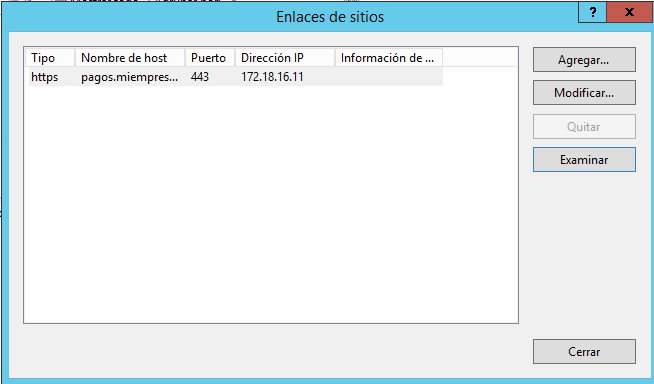 Enlaces de sitios
? x
Tipo Nombre de host Puerto Dirección IP Información de ...
https pagos.miempres... 443 172.18.16.11
Agregar...
Modificar...
Quitar
Examinar
Cerrar